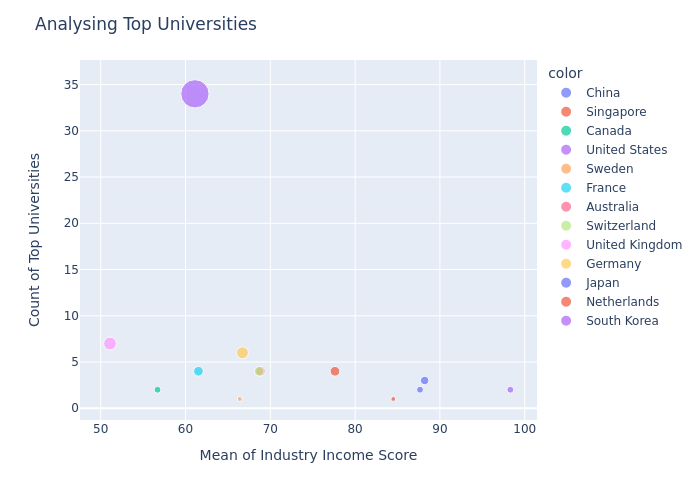 Analysing Top Universities
color
China
Singapore
Canada
United States
Sweden
France
Australia
Switzerland
United Kingdom
Germany
Japan
Netherlands
South Korea
Count of Top Universities
35
30
25
20
15
10
5
0
50 60 70 80 90 100
Mean of Industry Income Score